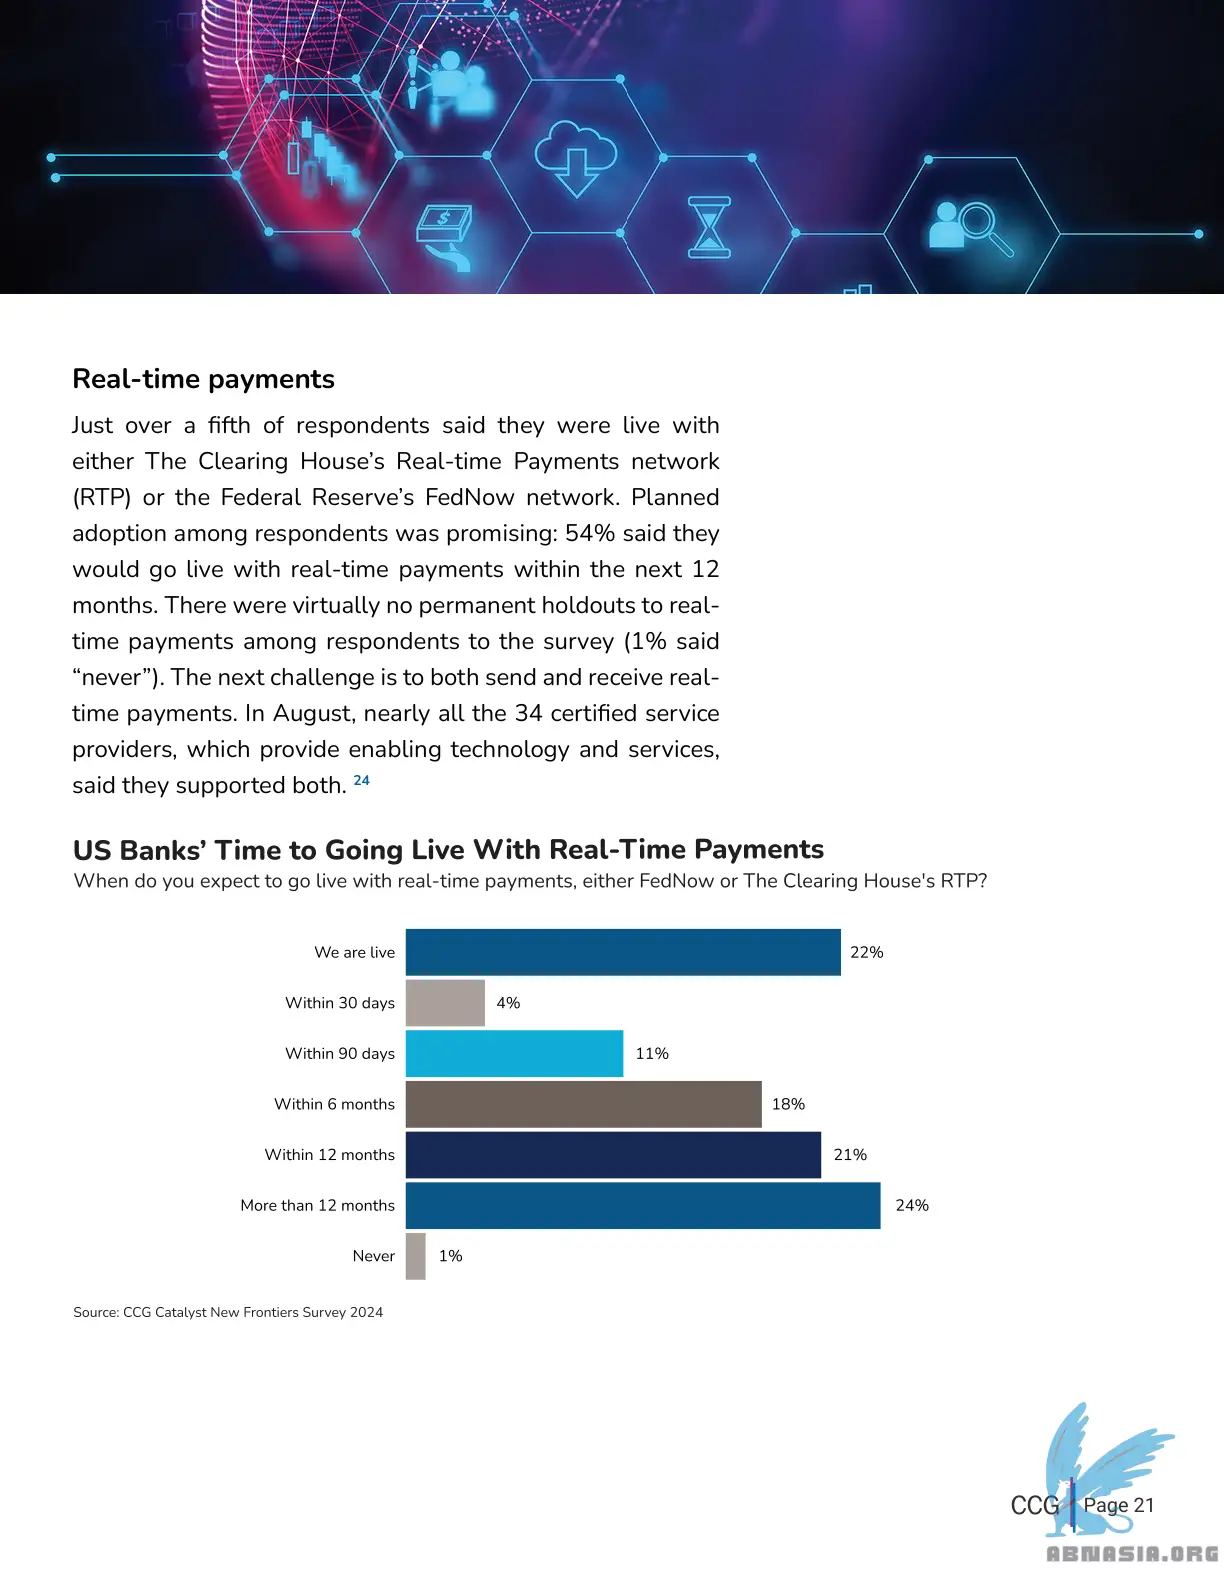 Real-time payments
Just over a fifth of respondents said they were live with
either The Clearing House’s Real-time Payments network
(RTP) or the Federal Reserve’s FedNow network. Planned
adoption among respondents was promising: 54% said they
would go live with real-time payments within the next 12
months. There were virtually no permanent holdouts to real-
time payments among respondents to the survey (1% said
“never”). The next challenge is to both send and receive real-
time payments. In August, nearly all the 34 certified service
providers, which provide enabling technology and services,
said they supported both. 24
US Banks’ Time to Going Live With Real-Time Payments
When do you expect to go live with real-time payments, either FedNow or The Clearing House's RTP?
We are live 22%
Within 30 days 4%
Within 90 days 11%
Within 6 months 18%
Within 12 months 21%
More than 12 months 24%
Never 1%
Source: CCG Catalyst New Frontiers Survey 2024
CCG Page 21
ABNASIA.ORG